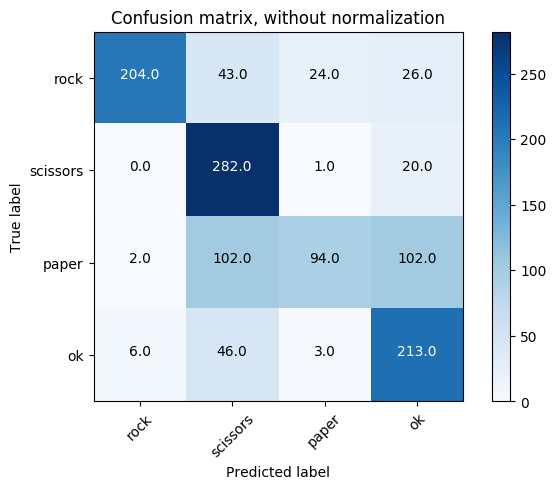 Confusion matrix, without normalization
True label
rock
204.0 43.0 24.0 26.0
scissors
0.0 282.0 1.0 20.0
paper
2.0 102.0 94.0 102.0
ok
6.0 46.0 3.0 213.0
rock scissors paper ok
Predicted label
250
200
150
100
50
0